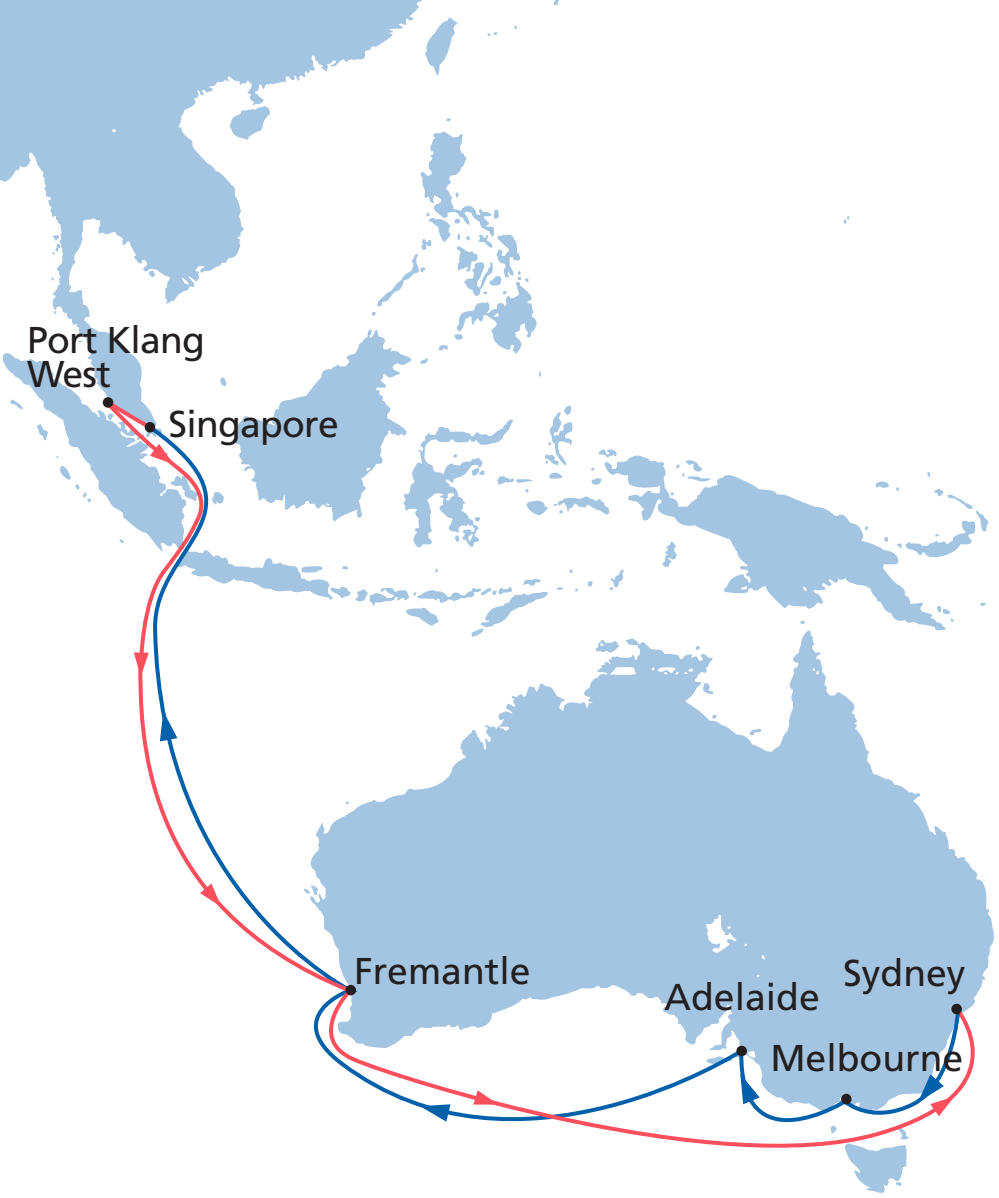 Port Klang
West
Singapore
Fremantle
Sydney
Adelaide
Melbourne